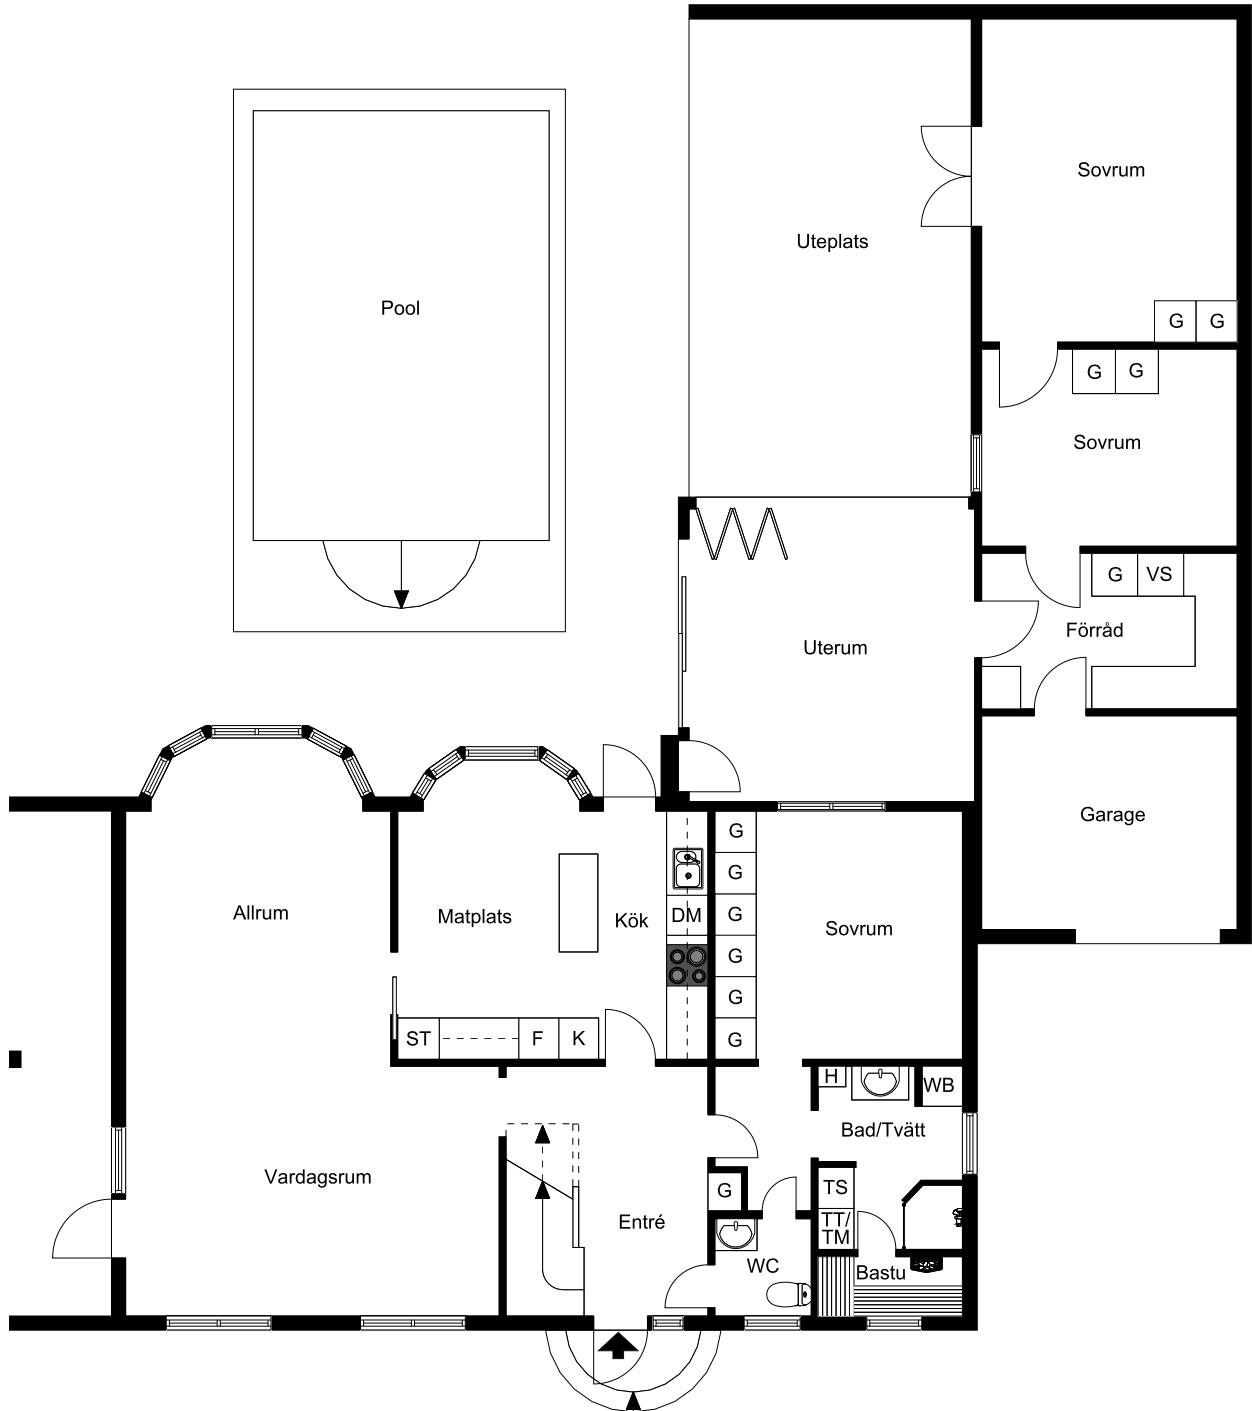 Sovrum
Uteplats
Pool
G G
G G
Sovrum
G VS
Förråd
Uterum
Garage
G
G
Allrum
Matplats
Kök
DM
G
Sovrum
G
G
ST
F
K
G
H
WB
Bad/Tvätt
Vardagsrum
G
TS
Entré
TT/
TM
WC
Bastu